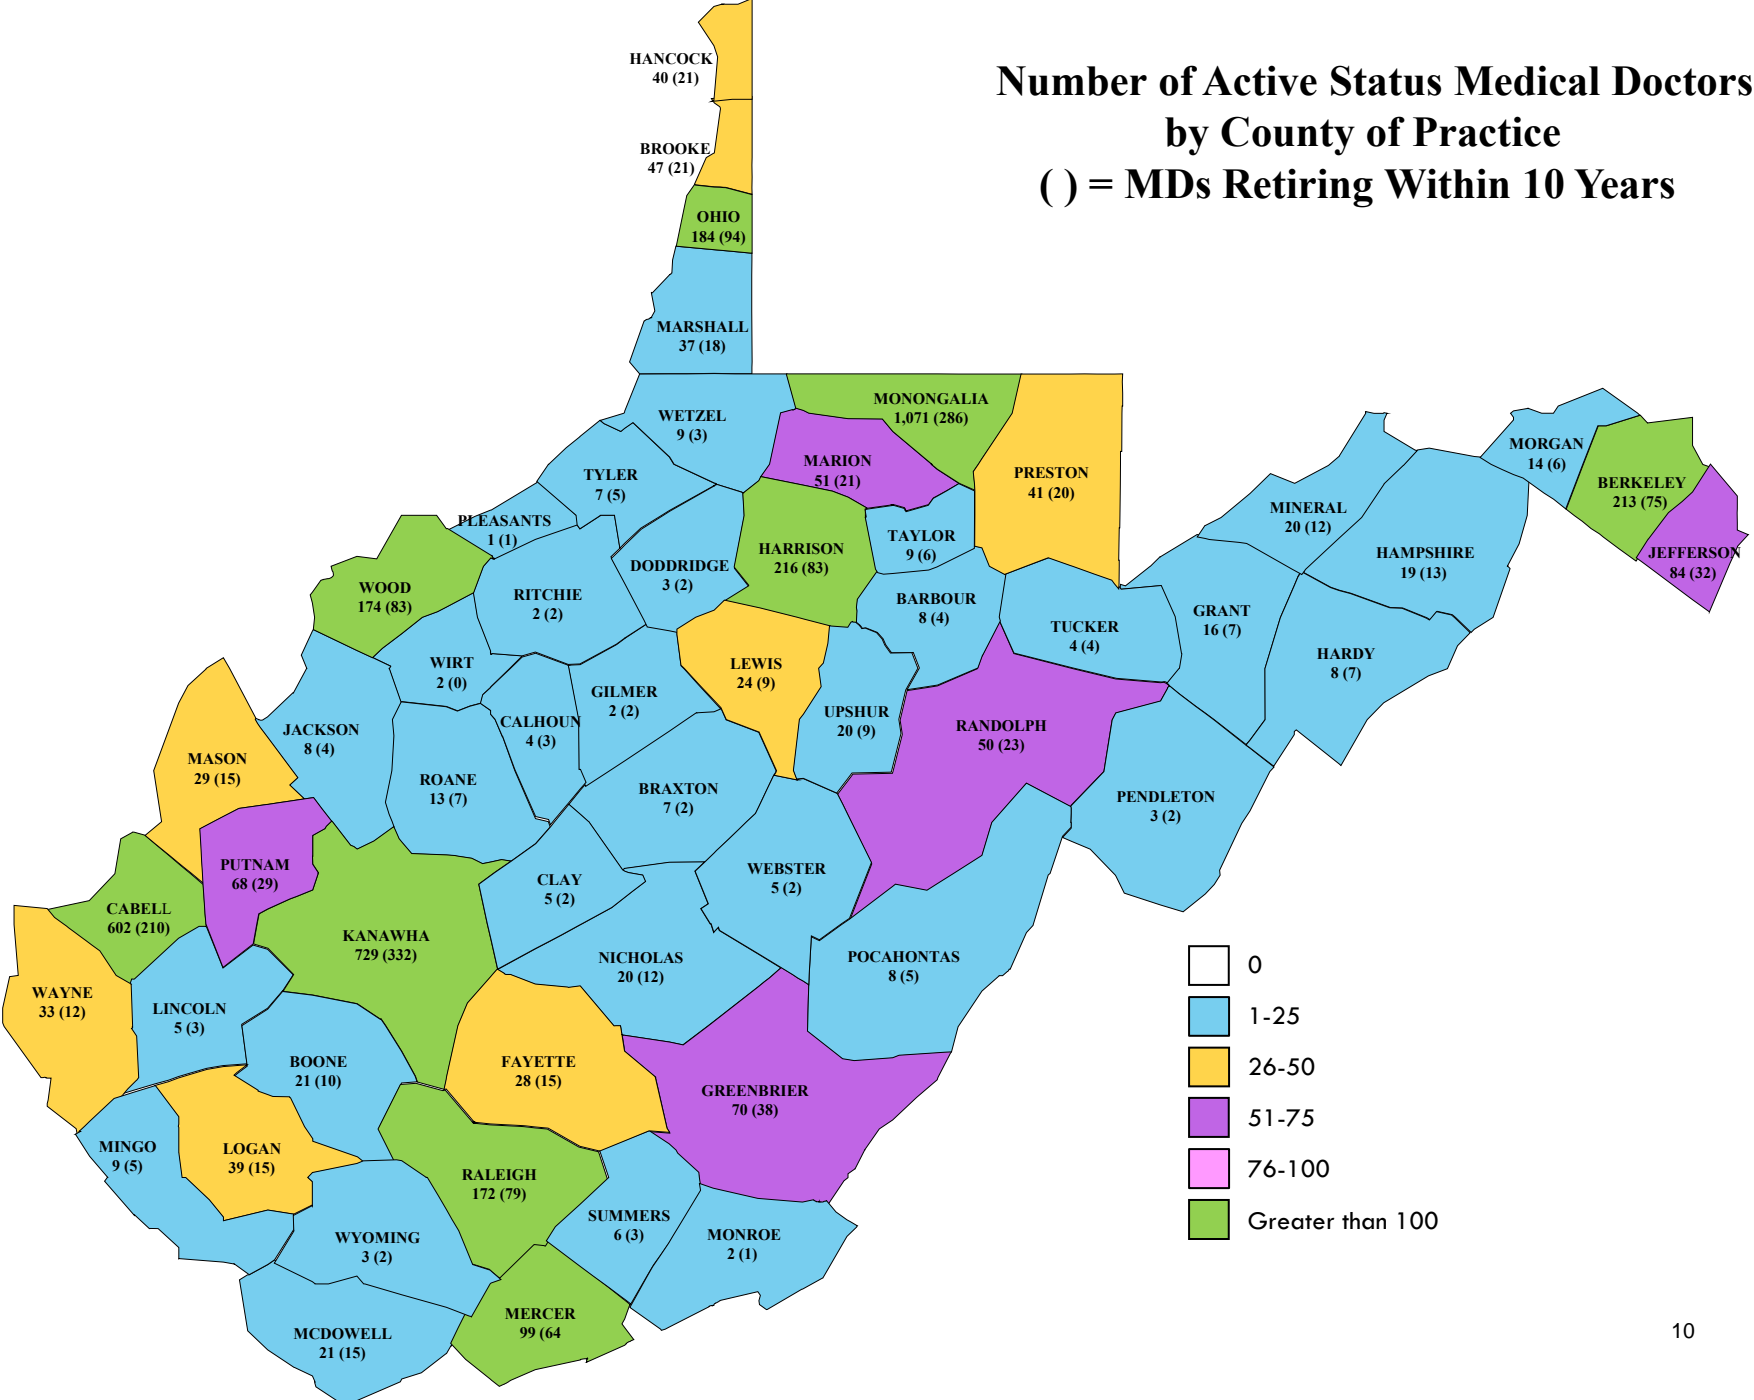 Number of Active Status Medical Doctors
by County of Practice
( ) = MDs Retiring Within 10 Years
HANCOCK
40 (21)
BROOKE
47 (21)
OHIO
184 (94)
MARSHALL
37 (18)
WETZEL
9 (3)
MONONGALIA
1,071 (286)
MARION
51 (21)
PRESTON
41 (20)
TYLER
7 (5)
PLEASANTS
1 (1)
MORGAN
14 (6)
BERKELEY
213 (75)
JEFFERSON
84 (32)
MINERAL
20 (12)
HAMPSHIRE
19 (13)
TAYLOR
9 (6)
HARRISON
216 (83)
DODDRIDGE
3 (2)
WOOD
174 (83)
RITCHIE
2 (2)
BARBOUR
8 (4)
TUCKER
4 (4)
GRANT
16 (7)
HARDY
8 (7)
WIRT
2 (0)
LEWIS
24 (9)
GILMER
2 (2)
CALHOUN
4 (3)
UPSHUR
20 (9)
RANDOLPH
50 (23)
JACKSON
8 (4)
MASON
29 (15)
ROANE
13 (7)
BRAXTON
7 (2)
PENDLETON
3 (2)
PUTNAM
68 (29)
CLAY
5 (2)
WEBSTER
5 (2)
CABELL
602 (210)
KANAWHA
729 (332)
NICHOLAS
20 (12)
POCAHONTAS
8 (5)
WAYNE
33 (12)
LINCOLN
5 (3)
BOONE
21 (10)
FAYETTE
28 (15)
GREENBRIER
70 (38)
MINGO
9 (5)
LOGAN
39 (15)
RALEIGH
172 (79)
SUMMERS
6 (3)
MONROE
2 (1)
WYOMING
3 (2)
MERCER
99 (64
MCDOWELL
21 (15)
0
1-25
26-50
51-75
76-100
Greater than 100
10